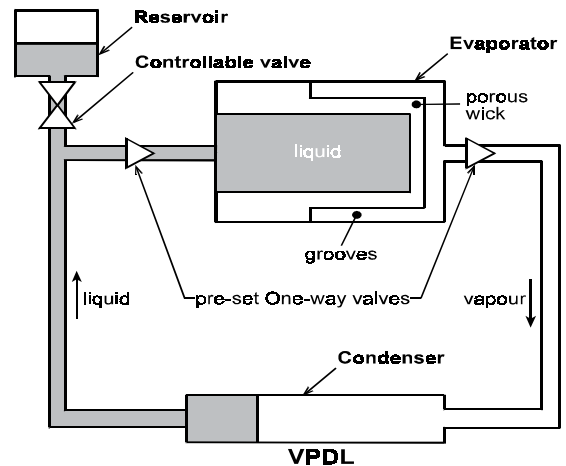 Reservoir
Controllable valve
Evaporator
porous
wick
liquid
grooves
liquid
pre-set One-way valves
vapour
Condenser
VPDL